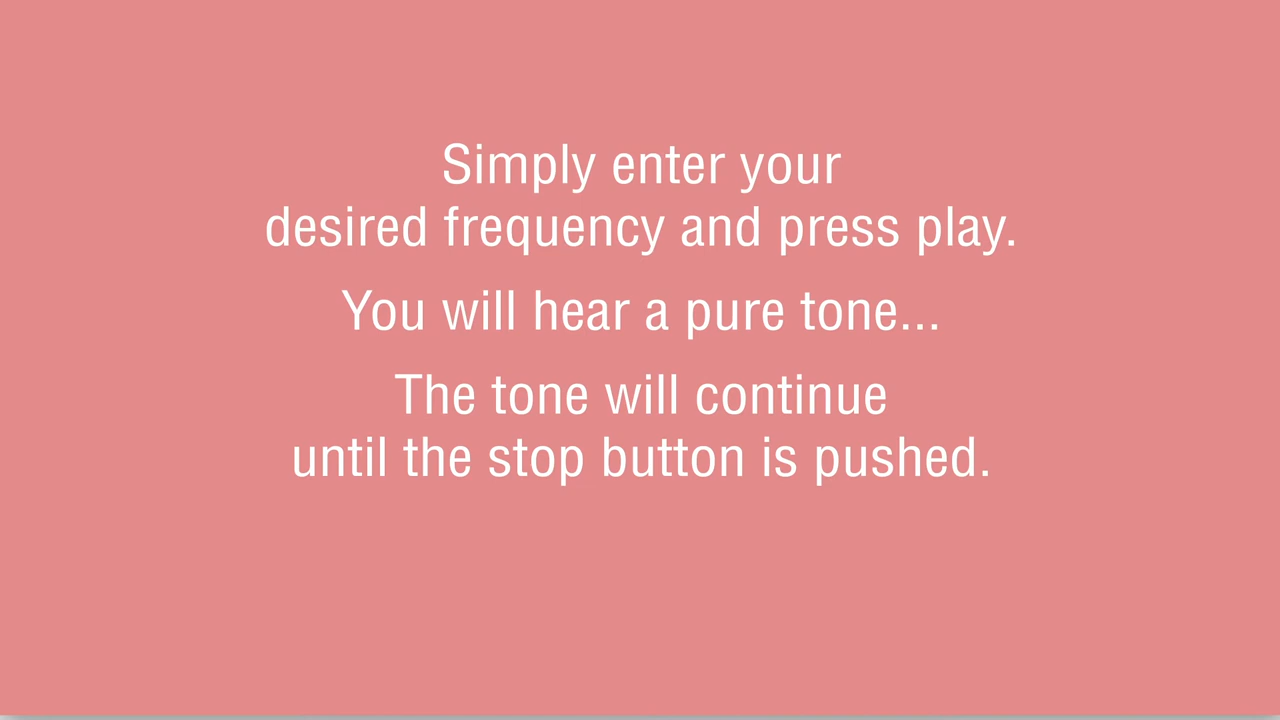 Simply enter your
desired frequency and press play.
You will hear a pure tone...
The tone will continue
until the stop button is pushed.